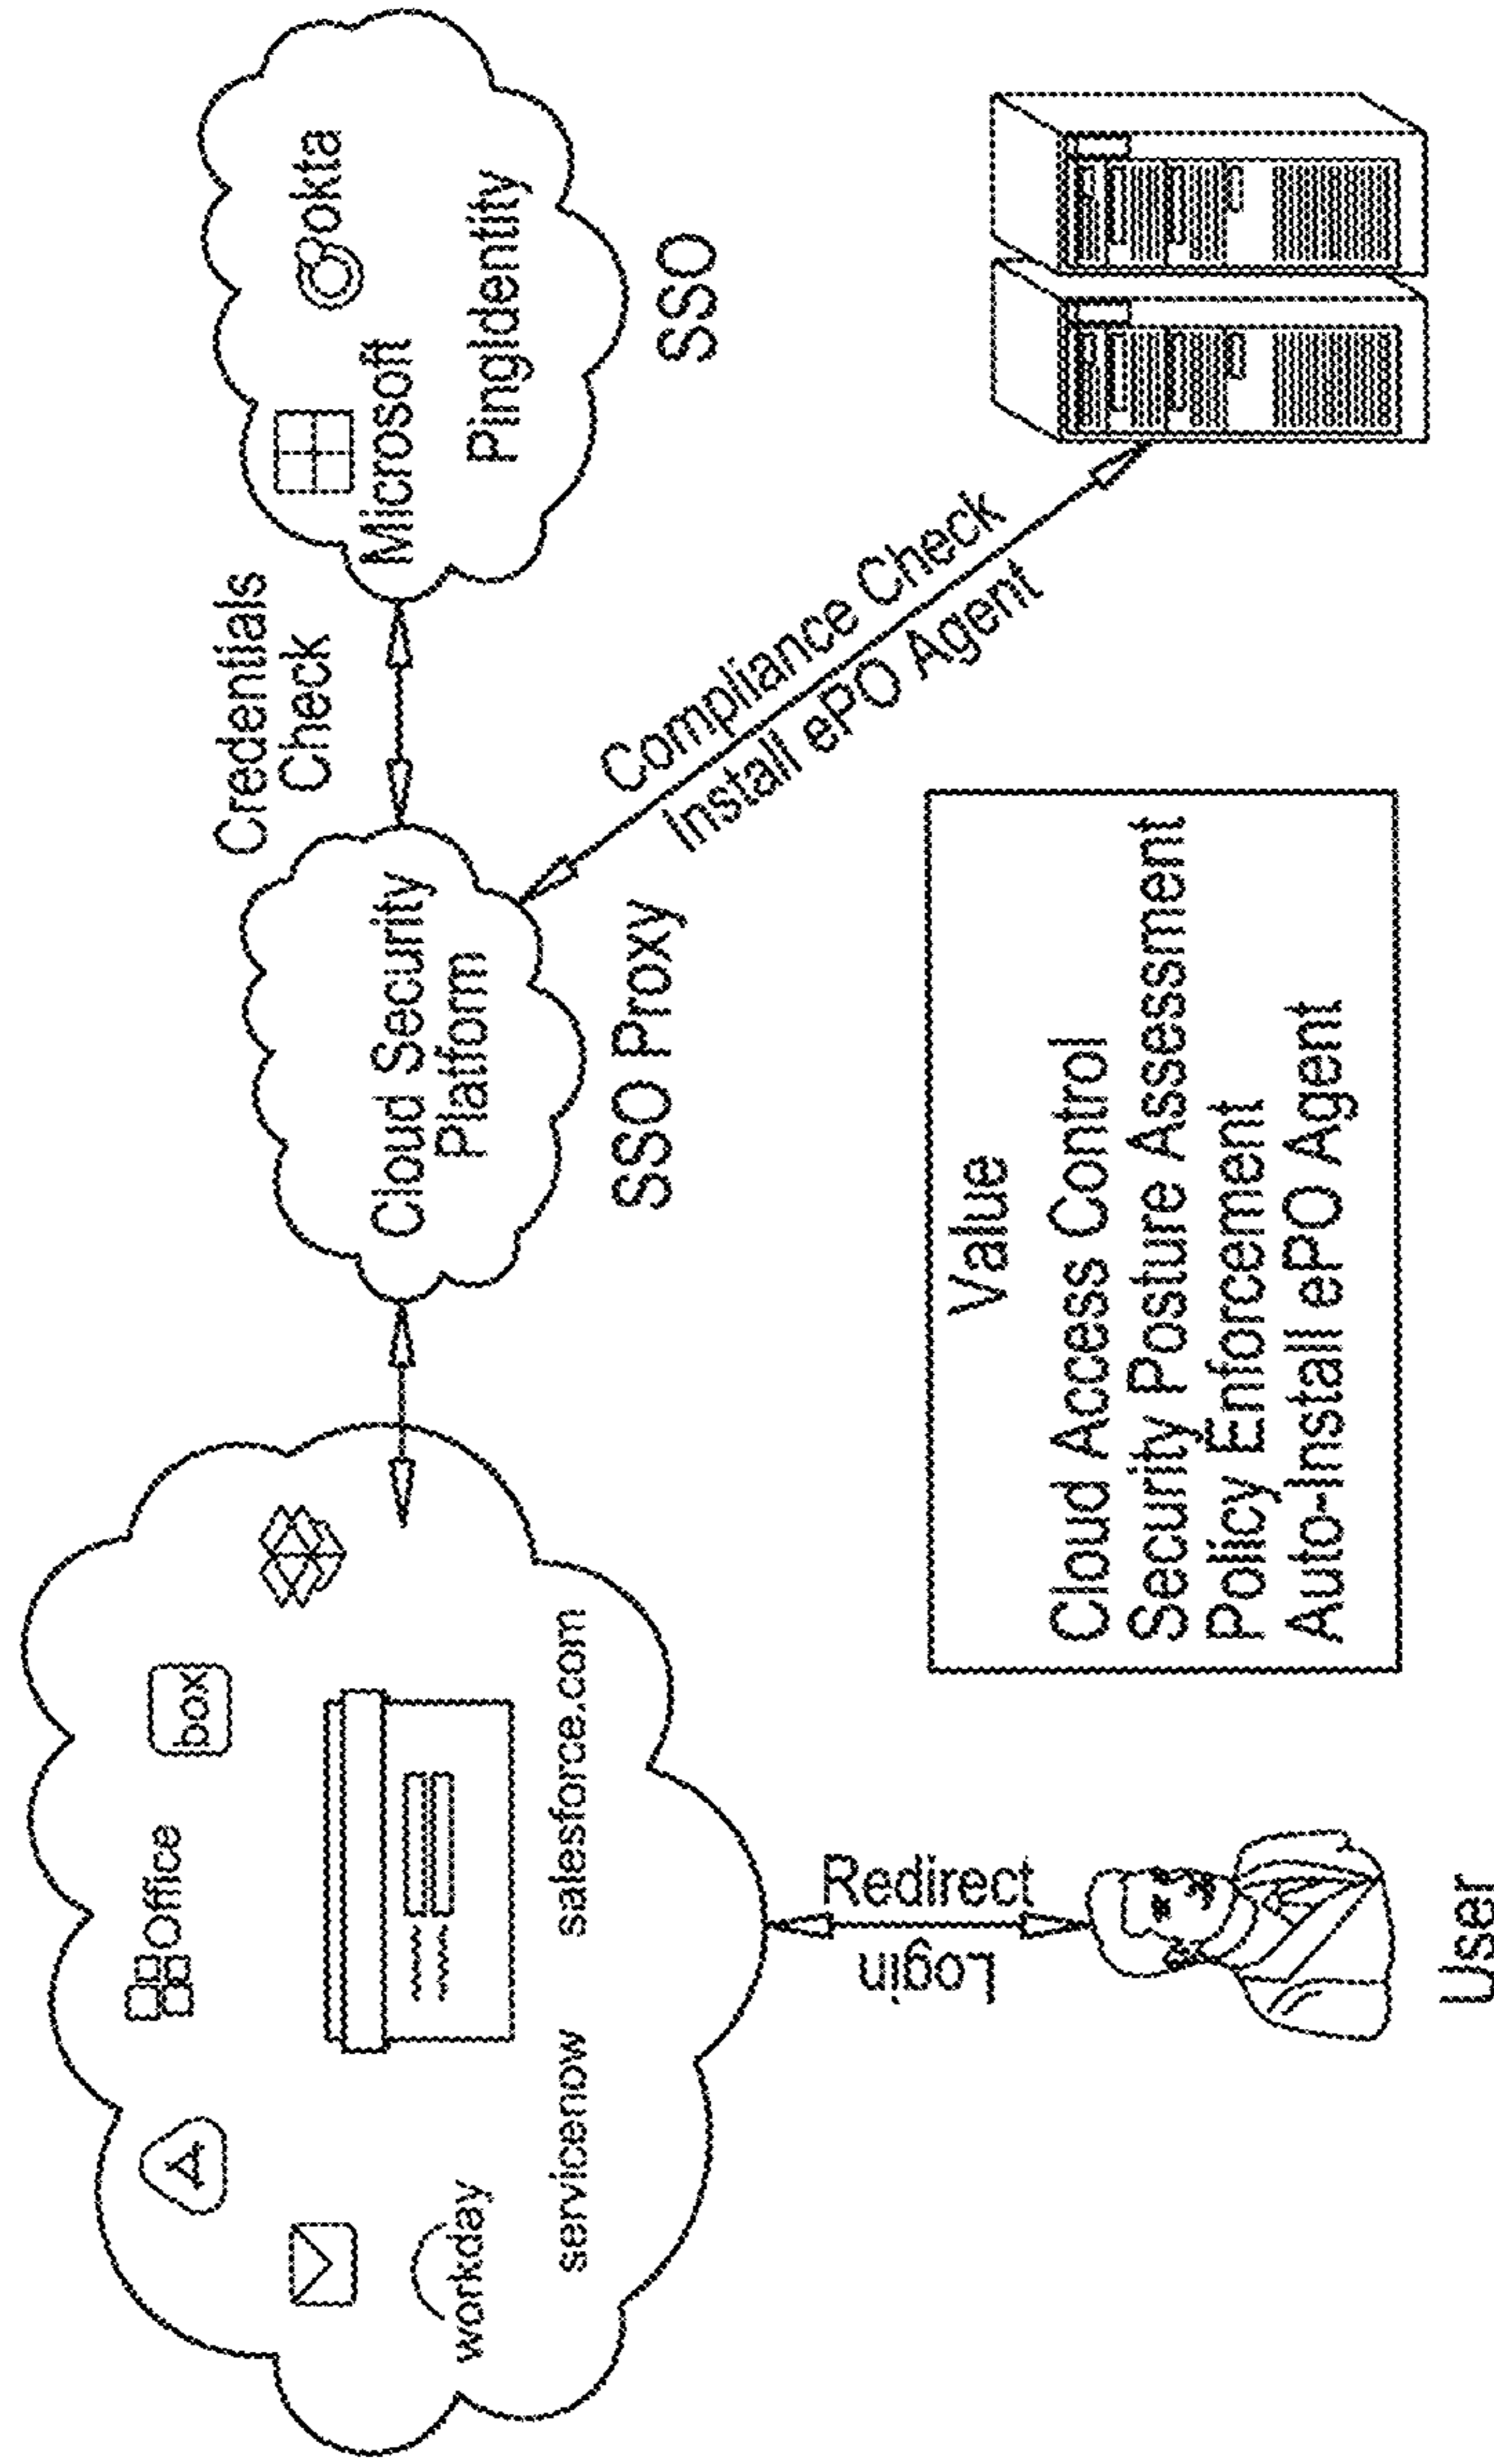 Office
box
workday
servicenow
salesforce.com
Login
Redirect
User
Cloud Security
Platform
SSO Proxy
Credentials
Check
Microsoft
okta
PingIdentity
SSO
Compliance Check
Install ePO Agent
Value
Cloud Access Control
Security Posture Assessment
Policy Enforcement
Auto-Install ePO Agent